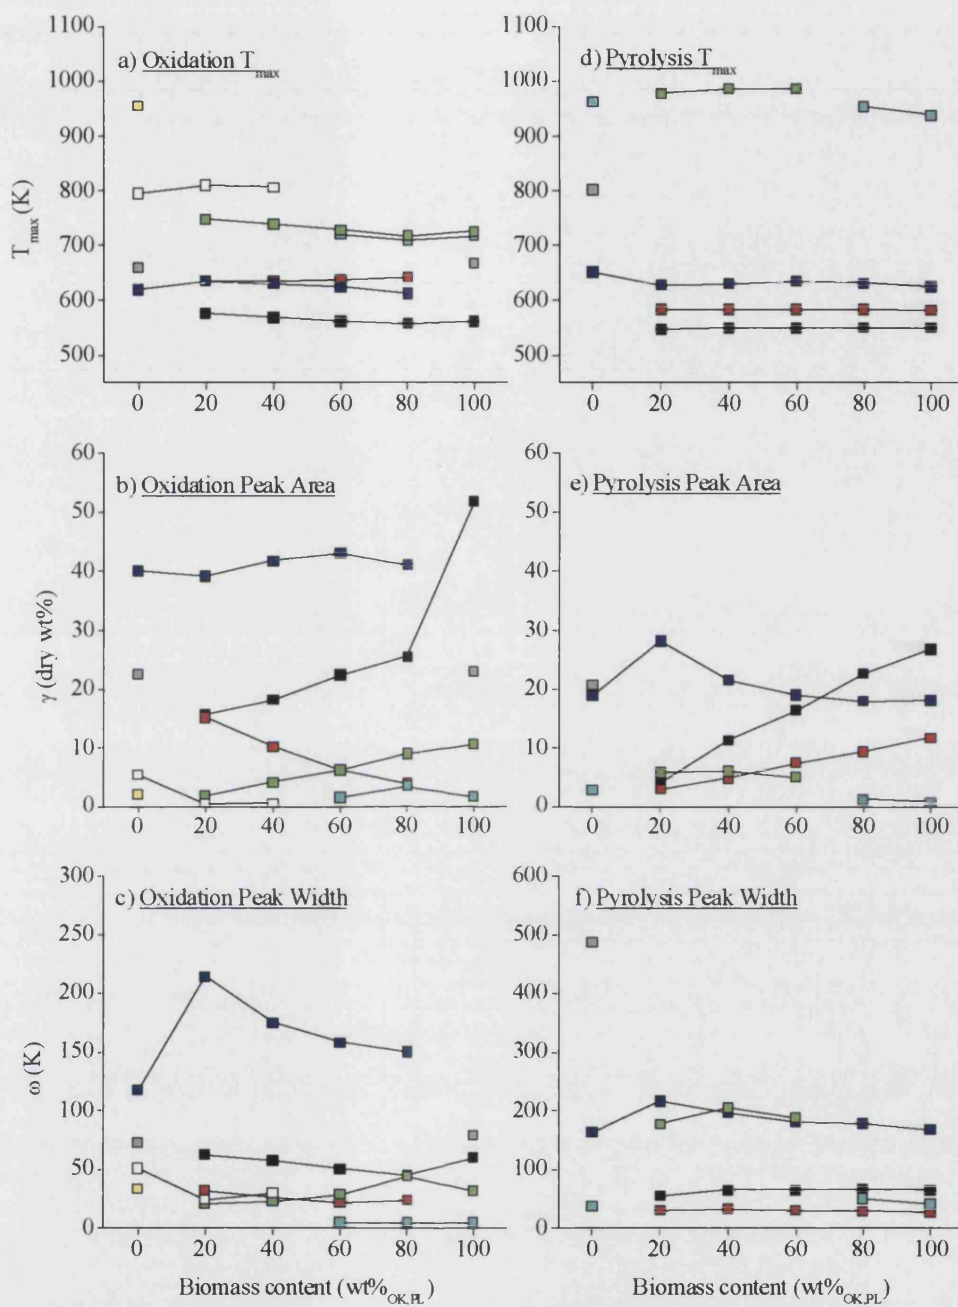 a) Oxidation T_max
1100
1000
900
800
700
600
500
T_max (K)
0 20 40 60 80 100
d) Pyrolysis T_max
1100
1000
900
800
700
600
500
0 20 40 60 80 100
b) Oxidation Peak Area
60
50
40
30
20
10
0
γ (dry wt%)
0 20 40 60 80 100
e) Pyrolysis Peak Area
60
50
40
30
20
10
0
0 20 40 60 80 100
c) Oxidation Peak Width
300
250
200
150
100
50
0
ω (K)
0 20 40 60 80 100
Biomass content (wt%_OK,PL)
f) Pyrolysis Peak Width
600
500
400
300
200
100
0
0 20 40 60 80 100
Biomass content (wt%_OK,PL)